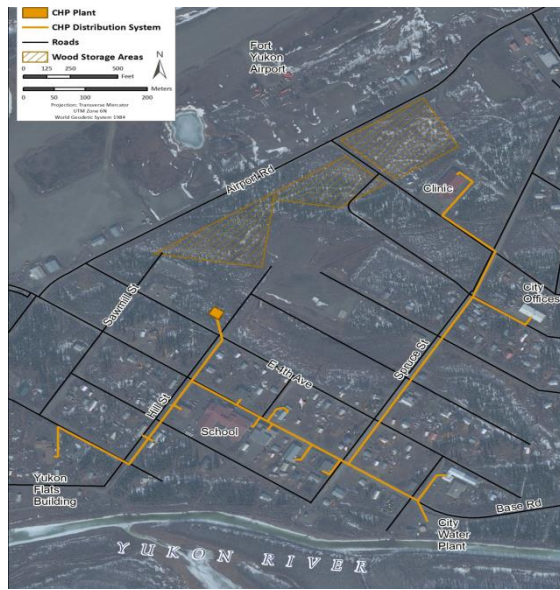 CHP Plant
CHP Distribution System
Roads
Wood Storage Areas
N
0 125 250 500
Feet
Meters
0 50 100 200
Projection: Transverse Mercator
UTM Zone 6N
World Geodetic System 1984
Fort
Yukon
Airport
Airport Rd
Clinic
Sawmill St
City
Offices
Spruce St
E 4th Ave
Hill St
School
Yukon
Flats
Building
Base Rd
City
Water
Plant
YUKON RIVER